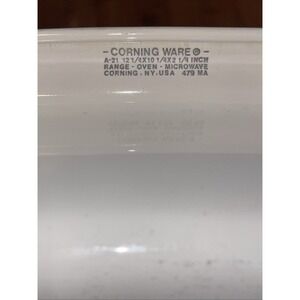 - CORNING WARE ® -
A-21 12 1/4X10 1/4X2 1/4 INCH
RANGE - OVEN - MICROWAVE
CORNING, NY. USA 479 MA